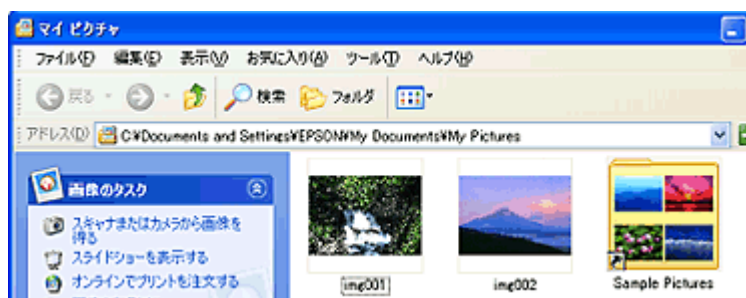 マイ ピクチャ
ファイル(F) 編集(E) 表示(V) お気に入り(A) ツール(T) ヘルプ(H)
戻る 検索 フォルダ
アドレス(D) C:¥Documents and Settings¥EPSON¥My Documents¥My Pictures
画像のタスク
スキャナまたはカメラから画像を
得る
スライドショーを表示する
オンラインでプリントを注文する
img001 img002 Sample Pictures